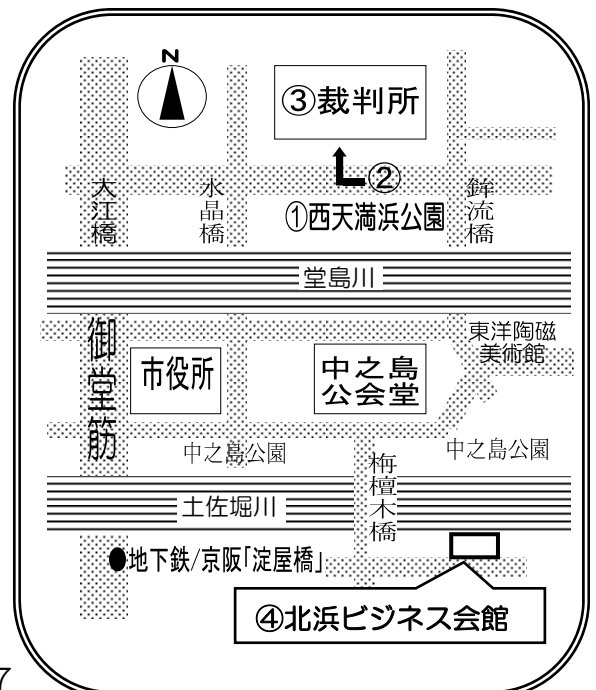 N
③裁判所
②
大江橋
水晶橋
①西天満浜公園
鉾流橋
堂島川
御堂筋
市役所
中之島
公会堂
東洋陶磁
美術館
中之島公園
中之島公園
栴檀木橋
土佐堀川
●地下鉄/京阪「淀屋橋」
④北浜ビジネス会館
7